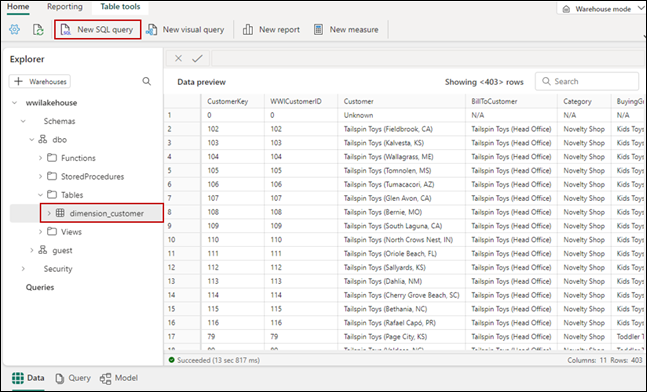 Home Reporting Table tools Warehouse mode
SQL New SQL query New visual query New report New measure
Explorer
+ Warehouses
wwilakehouse
Schemas
dbo
Functions
StoredProcedures
Tables
dimension_customer
Views
guest
Security
Queries
Data preview Showing <403> rows Search
CustomerKey WWICustomerID Customer BillToCustomer Category BuyingGr
1 0 0 Unknown N/A N/A N/A
2 102 102 Tailspin Toys (Fieldbrook, CA) Tailspin Toys (Head Office) Novelty Shop Kids Toys
3 103 103 Tailspin Toys (Kalvesta, KS) Tailspin Toys (Head Office) Novelty Shop Kids Toys
4 104 104 Tailspin Toys (Wallagrass, ME) Tailspin Toys (Head Office) Novelty Shop Kids Toys
5 105 105 Tailspin Toys (Tomnolen, MS) Tailspin Toys (Head Office) Novelty Shop Kids Toys
6 106 106 Tailspin Toys (Tumacacori, AZ) Tailspin Toys (Head Office) Novelty Shop Kids Toys
7 107 107 Tailspin Toys (Glen Avon, CA) Tailspin Toys (Head Office) Novelty Shop Kids Toys
8 108 108 Tailspin Toys (Bernie, MO) Tailspin Toys (Head Office) Novelty Shop Kids Toys
9 109 109 Tailspin Toys (South Laguna, CA) Tailspin Toys (Head Office) Novelty Shop Kids Toys
10 110 110 Tailspin Toys (North Crows Nest, IN) Tailspin Toys (Head Office) Novelty Shop Kids Toys
11 111 111 Tailspin Toys (Oriole Beach, FL) Tailspin Toys (Head Office) Novelty Shop Kids Toys
12 112 112 Tailspin Toys (Sallyards, KS) Tailspin Toys (Head Office) Novelty Shop Kids Toys
13 113 113 Tailspin Toys (Dahlia, NM) Tailspin Toys (Head Office) Novelty Shop Kids Toys
14 114 114 Tailspin Toys (Cherry Grove Beach, SC) Tailspin Toys (Head Office) Novelty Shop Kids Toys
15 115 115 Tailspin Toys (Bethania, NC) Tailspin Toys (Head Office) Novelty Shop Kids Toys
16 116 116 Tailspin Toys (Rafael Capó, PR) Tailspin Toys (Head Office) Novelty Shop Kids Toys
17 79 79 Tailspin Toys (Page City, KS) Tailspin Toys (Head Office) Novelty Shop Toddler T
Succeeded (13 sec 817 ms) Columns: 11 Rows: 403
Data Query Model